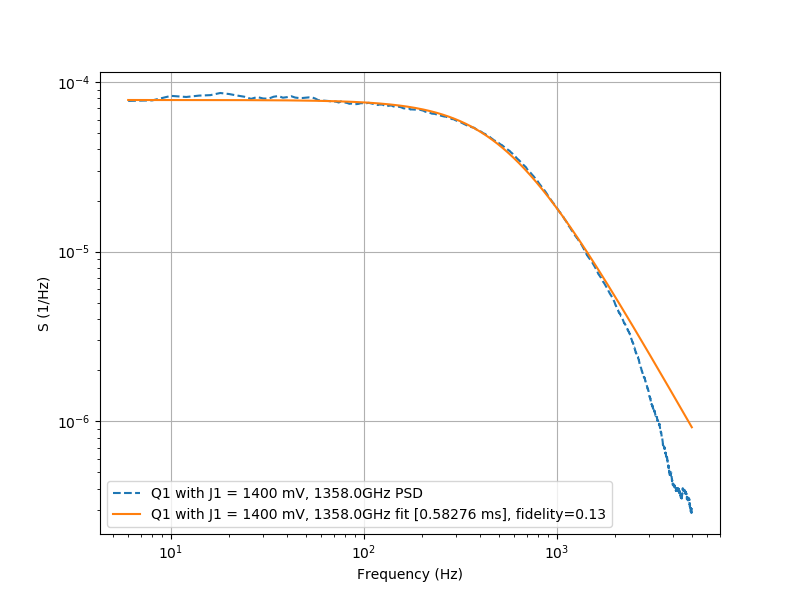 10⁻⁴
10⁻⁵
10⁻⁶
S (1/Hz)
Q1 with J1 = 1400 mV, 1358.0GHz PSD
Q1 with J1 = 1400 mV, 1358.0GHz fit [0.58276 ms], fidelity=0.13
10¹ 10² 10³
Frequency (Hz)